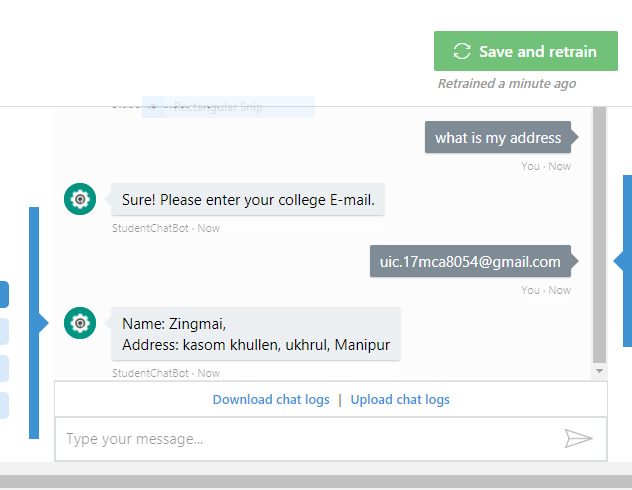 Save and retrain
Retrained a minute ago
Rectangular Snip
what is my address
You · Now
Sure! Please enter your college E-mail.
StudentChatBot · Now
uic.17mca8054@gmail.com
You · Now
Name: Zingmai,
Address: kasom khullen, ukhrul, Manipur
StudentChatBot · Now
Download chat logs | Upload chat logs
Type your message...